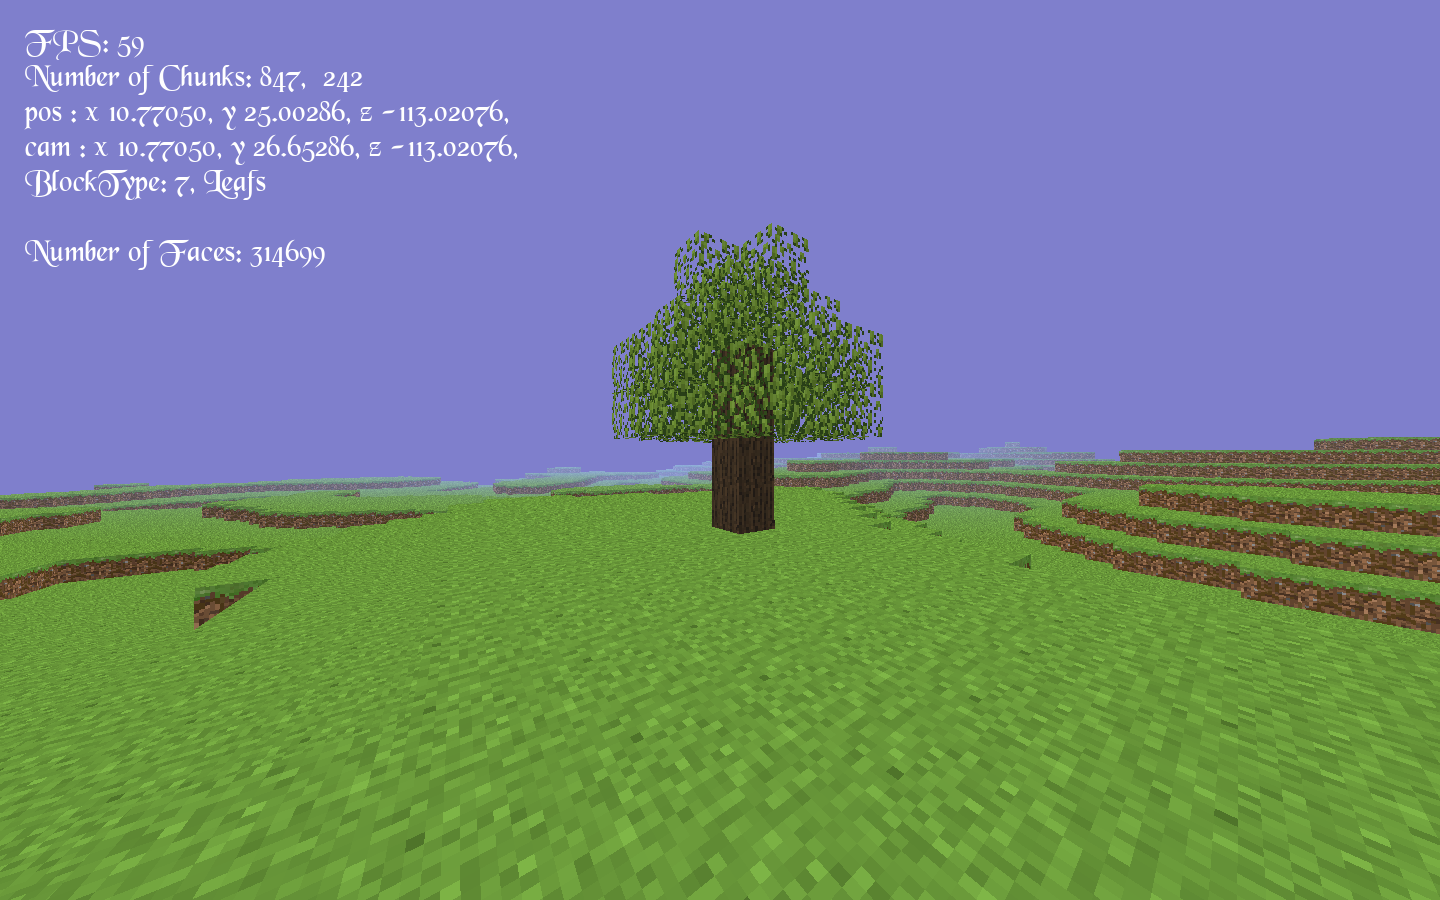 FPS: 59
Number of Chunks: 847, 242
pos : x 10.77050, y 25.00286, z -113.02076,
cam : x 10.77050, y 26.65286, z -113.02076,
BlockType: 7, Leafs
Number of Faces: 314699